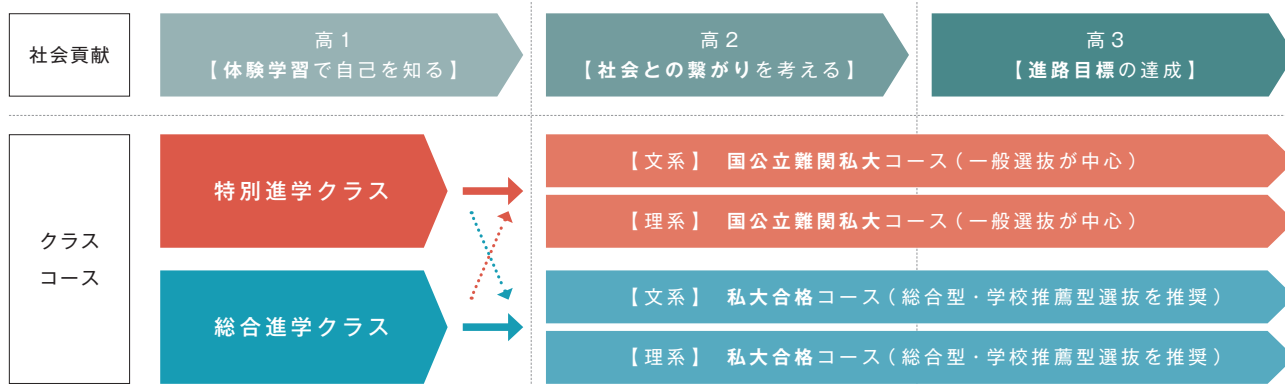 社会貢献
高1
【体験学習で自己を知る】
高2
【社会との繋がりを考える】
高3
【進路目標の達成】
クラス
コース
特別進学クラス
【文系】 国公立難関私大コース(一般選抜が中心)
【理系】 国公立難関私大コース(一般選抜が中心)
総合進学クラス
【文系】 私大合格コース(総合型・学校推薦型選抜を推奨)
【理系】 私大合格コース(総合型・学校推薦型選抜を推奨)